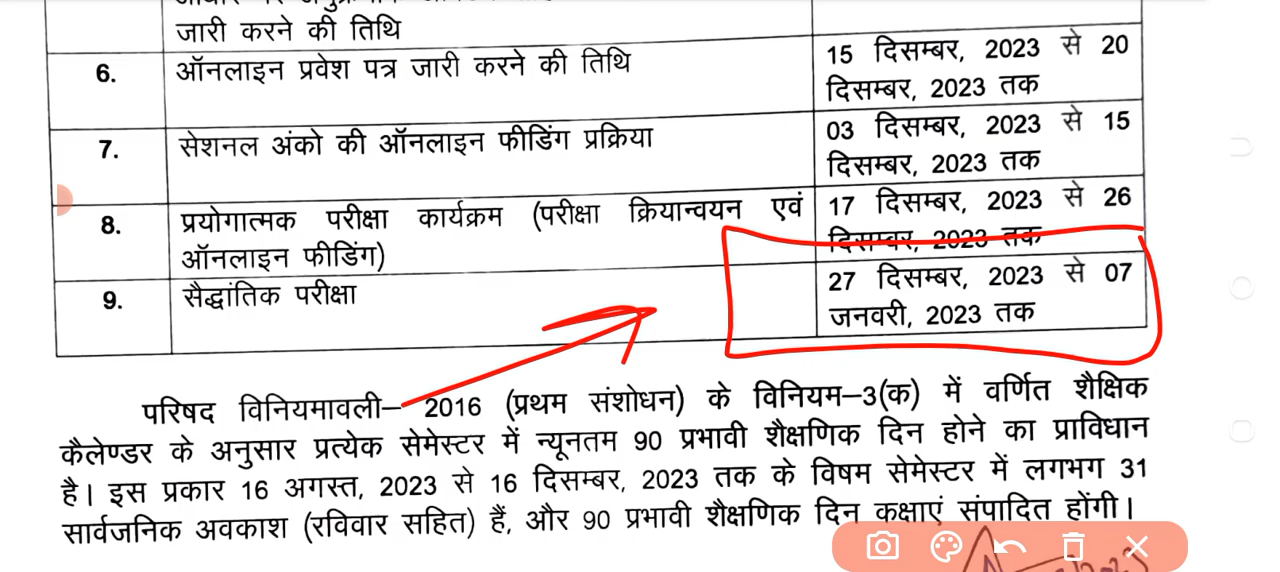 जारी करने की तिथि
6. ऑनलाइन प्रवेश पत्र जारी करने की तिथि 15 दिसम्बर, 2023 से 20
दिसम्बर, 2023 तक
7. सेशनल अंको की ऑनलाइन फीडिंग प्रक्रिया 03 दिसम्बर, 2023 से 15
दिसम्बर, 2023 तक
8. प्रयोगात्मक परीक्षा कार्यक्रम (परीक्षा क्रियान्वयन एवं 17 दिसम्बर, 2023 से 26
ऑनलाइन फीडिंग) दिसम्बर, 2023 तक
9. सैद्धांतिक परीक्षा 27 दिसम्बर, 2023 से 07
जनवरी, 2023 तक
परिषद विनियमावली– 2016 (प्रथम संशोधन) के विनियम–3(क) में वर्णित शैक्षिक
कैलेण्डर के अनुसार प्रत्येक सेमेस्टर में न्यूनतम 90 प्रभावी शैक्षणिक दिन होने का प्राविधान
है। इस प्रकार 16 अगस्त, 2023 से 16 दिसम्बर, 2023 तक के विषम सेमेस्टर में लगभग 31
सार्वजनिक अवकाश (रविवार सहित) हैं, और 90 प्रभावी शैक्षणिक दिन कक्षाएं संपादित होंगी।